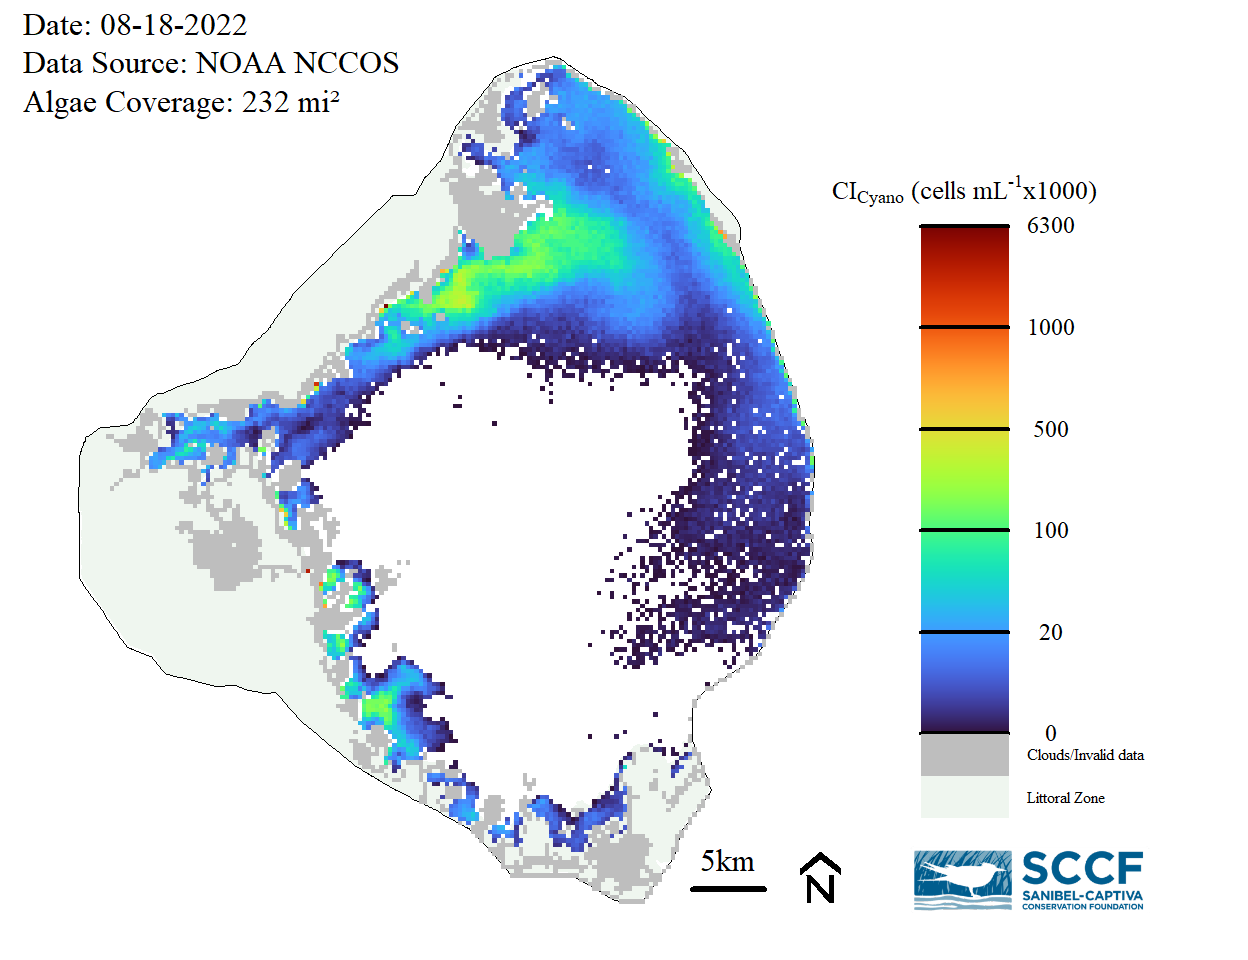 Date: 08-18-2022
Data Source: NOAA NCCOS
Algae Coverage: 232 mi²
CICyano (cells mL-1x1000)
6300
1000
500
100
20
0
Clouds/Invalid data
Littoral Zone
5km
N
SCCF
SANIBEL-CAPTIVA
CONSERVATION FOUNDATION